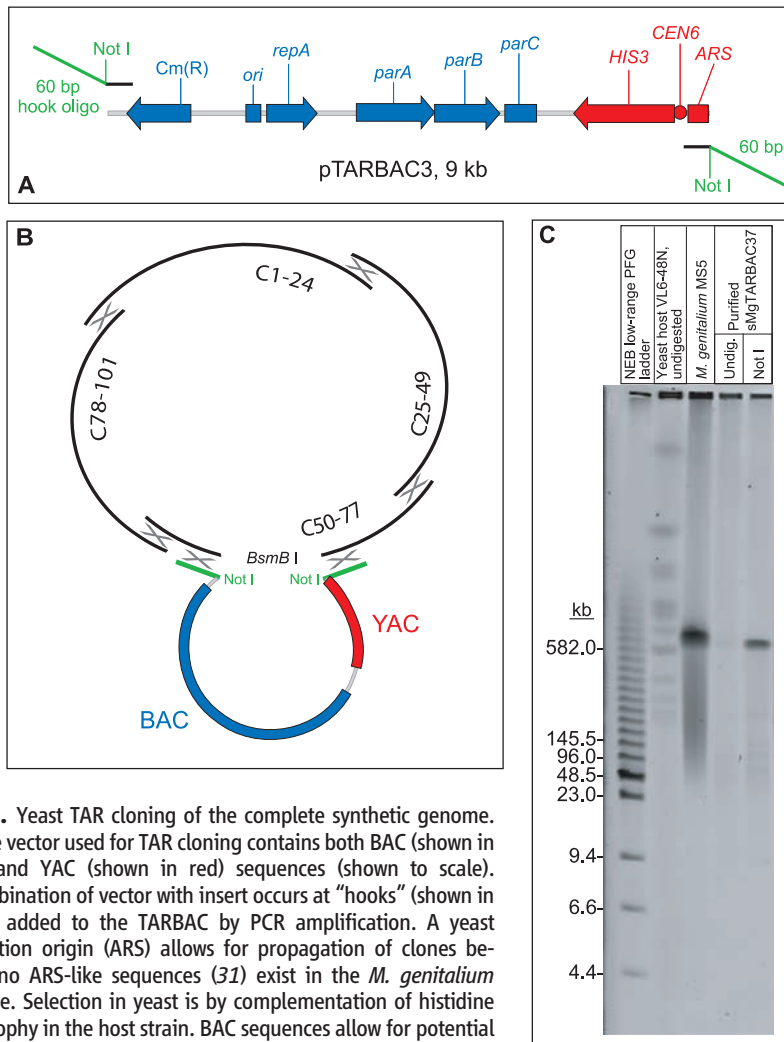 Not I
60 bp
hook oligo
Cm(R)
ori
repA
parA
parB
parC
HIS3
CEN6
ARS
60 bp
Not I
pTARBAC3, 9 kb
A
B
C1-24
C25-49
C50-77
C78-101
BsmB I
Not I
Not I
YAC
BAC
C
NEB low-range PFG
ladder
Yeast host VL6-48N,
undigested
M. genitalium MS5
Purified
sMgTARBAC37
Undig.
Not I
kb
582.0
145.5
96.0
48.5
23.0
9.4
6.6
4.4
. Yeast TAR cloning of the complete synthetic genome.
e vector used for TAR cloning contains both BAC (shown in
and YAC (shown in red) sequences (shown to scale).
bination of vector with insert occurs at “hooks” (shown in
added to the TARBAC by PCR amplification. A yeast
tion origin (ARS) allows for propagation of clones be-
no ARS-like sequences (31) exist in the M. genitalium
e. Selection in yeast is by complementation of histidine
ophy in the host strain. BAC sequences allow for potential